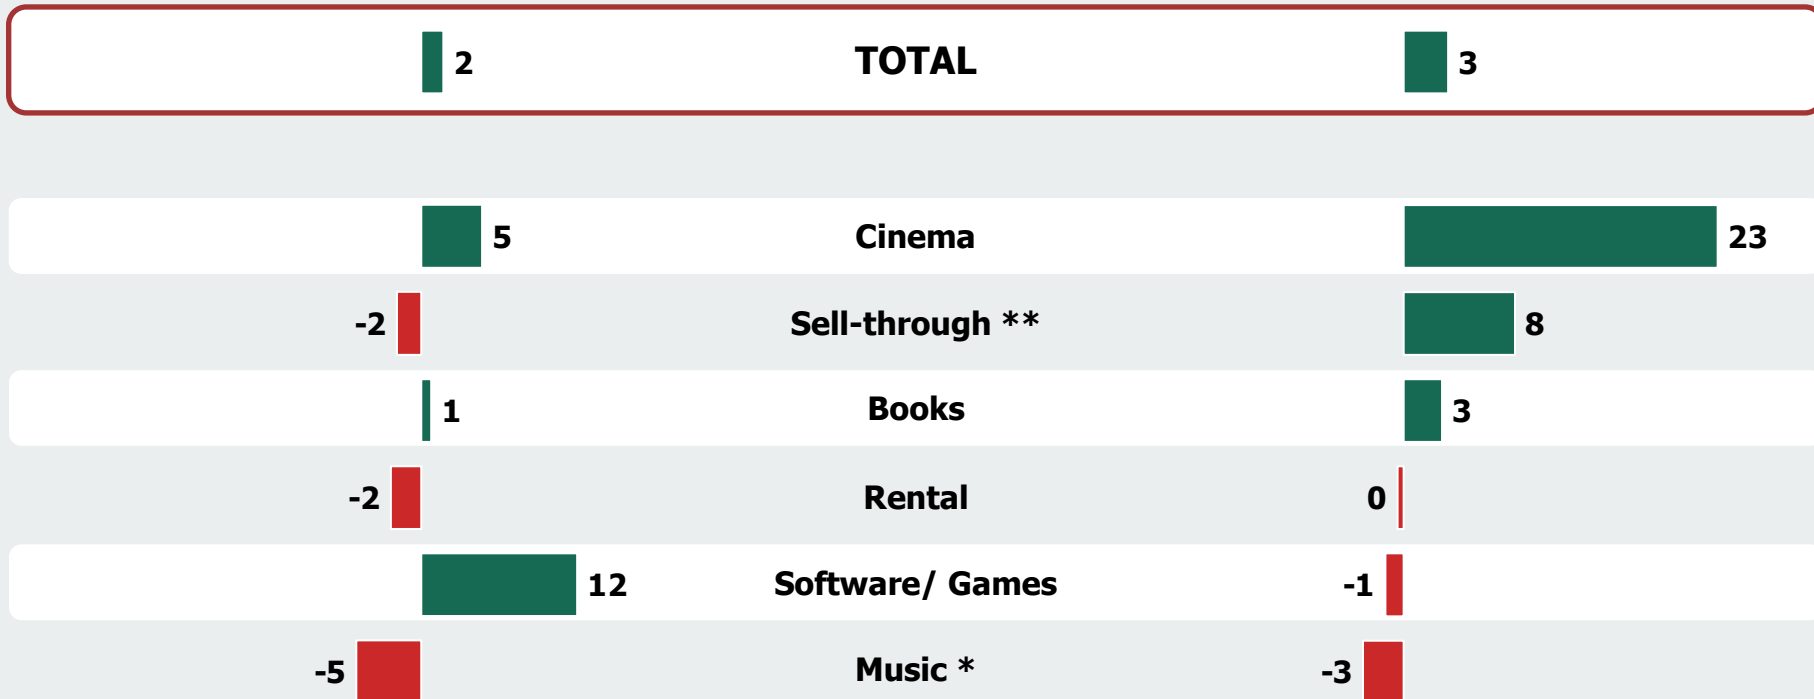 2 TOTAL 3
5 Cinema 23
-2 Sell-through ** 8
1 Books 3
-2 Rental 0
12 Software/ Games -1
-5 Music * -3